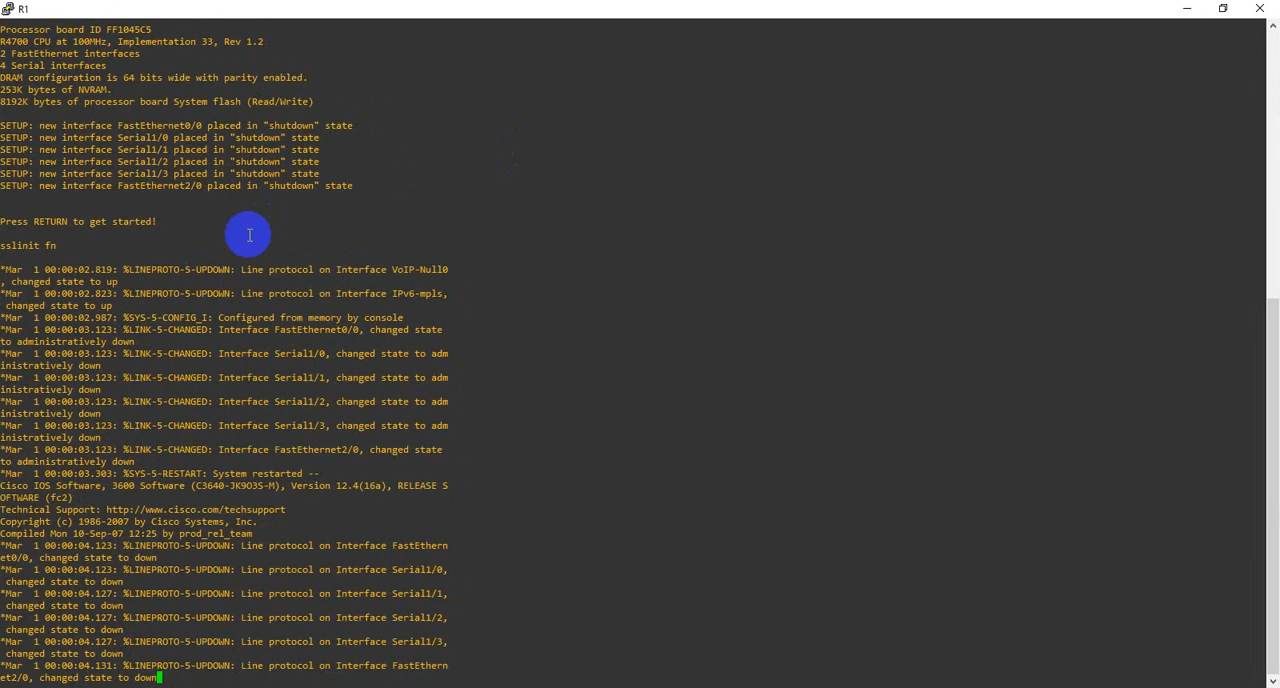 R1
Processor board ID FF1045C5
R4700 CPU at 100MHz, Implementation 33, Rev 1.2
2 FastEthernet interfaces
4 Serial interfaces
DRAM configuration is 64 bits wide with parity enabled.
253K bytes of NVRAM.
8192K bytes of processor board System flash (Read/Write)
SETUP: new interface FastEthernet0/0 placed in "shutdown" state
SETUP: new interface Serial1/0 placed in "shutdown" state
SETUP: new interface Serial1/1 placed in "shutdown" state
SETUP: new interface Serial1/2 placed in "shutdown" state
SETUP: new interface Serial1/3 placed in "shutdown" state
SETUP: new interface FastEthernet2/0 placed in "shutdown" state
Press RETURN to get started!
sslinit fn
*Mar  1 00:00:02.819: %LINEPROTO-5-UPDOWN: Line protocol on Interface VoIP-Null0
, changed state to up
*Mar  1 00:00:02.823: %LINEPROTO-5-UPDOWN: Line protocol on Interface IPv6-mpls,
 changed state to up
*Mar  1 00:00:02.987: %SYS-5-CONFIG_I: Configured from memory by console
*Mar  1 00:00:03.123: %LINK-5-CHANGED: Interface FastEthernet0/0, changed state
to administratively down
*Mar  1 00:00:03.123: %LINK-5-CHANGED: Interface Serial1/0, changed state to adm
inistratively down
*Mar  1 00:00:03.123: %LINK-5-CHANGED: Interface Serial1/1, changed state to adm
inistratively down
*Mar  1 00:00:03.123: %LINK-5-CHANGED: Interface Serial1/2, changed state to adm
inistratively down
*Mar  1 00:00:03.123: %LINK-5-CHANGED: Interface Serial1/3, changed state to adm
inistratively down
*Mar  1 00:00:03.123: %LINK-5-CHANGED: Interface FastEthernet2/0, changed state
to administratively down
*Mar  1 00:00:03.303: %SYS-5-RESTART: System restarted --
Cisco IOS Software, 3600 Software (C3640-JK9O3S-M), Version 12.4(16a), RELEASE S
OFTWARE (fc2)
Technical Support: http://www.cisco.com/techsupport
Copyright (c) 1986-2007 by Cisco Systems, Inc.
Compiled Mon 10-Sep-07 12:25 by prod_rel_team
*Mar  1 00:00:04.123: %LINEPROTO-5-UPDOWN: Line protocol on Interface FastEthern
et0/0, changed state to down
*Mar  1 00:00:04.123: %LINEPROTO-5-UPDOWN: Line protocol on Interface Serial1/0,
 changed state to down
*Mar  1 00:00:04.127: %LINEPROTO-5-UPDOWN: Line protocol on Interface Serial1/1,
 changed state to down
*Mar  1 00:00:04.127: %LINEPROTO-5-UPDOWN: Line protocol on Interface Serial1/2,
 changed state to down
*Mar  1 00:00:04.127: %LINEPROTO-5-UPDOWN: Line protocol on Interface Serial1/3,
 changed state to down
*Mar  1 00:00:04.131: %LINEPROTO-5-UPDOWN: Line protocol on Interface FastEthern
et2/0, changed state to down